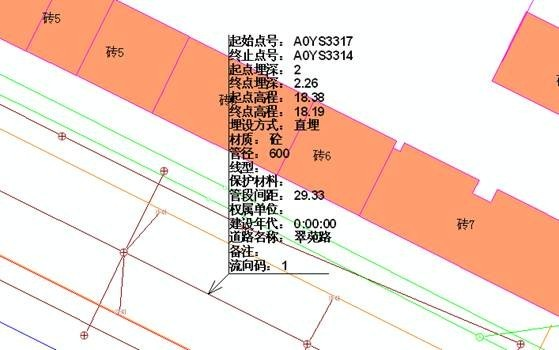 砖5
砖5
起始点号： A0YS3317
终止点号： A0YS3314
起点埋深： 2
终点埋深： 2.26
起点高程： 18.38
终点高程： 18.19
埋设方式： 直埋
材质： 砼
管径： 600
线型：
保护材料：
管段间距： 29.33
权属单位：
建设年代： 0:00:00
道路名称： 翠苑路
备注：
流向码： 1
砖6
砖7